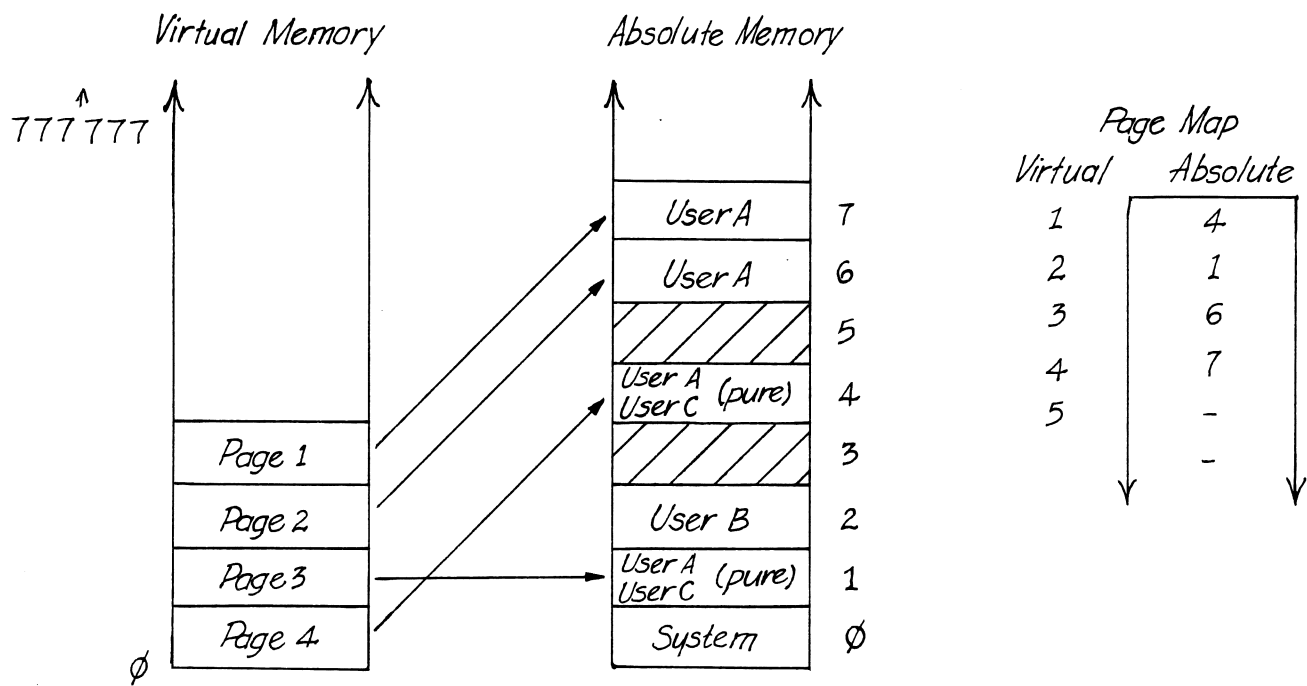 Virtual Memory
Absolute Memory
777777
Page Map
Virtual Absolute
User A 7
User A 6
5
User A
User C (pure) 4
3
User B 2
User A
User C (pure) 1
System ϕ
Page 1
Page 2
Page 3
Page 4
ϕ
1 4
2 1
3 6
4 7
5 -
-